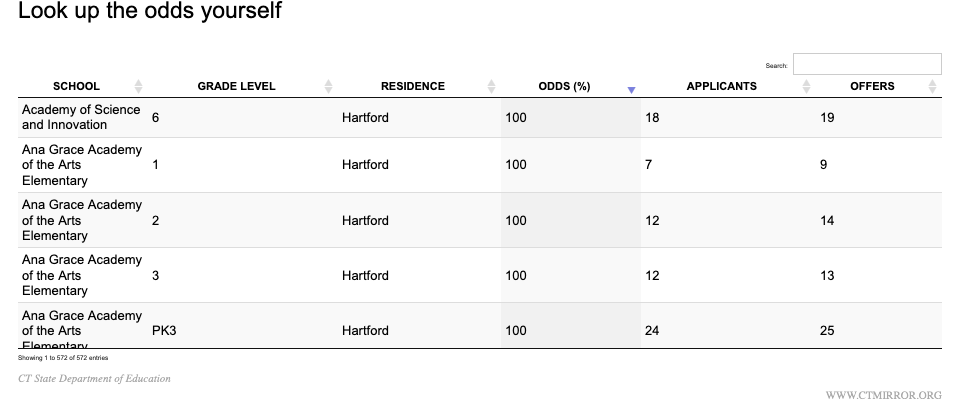 Look up the odds yourself
Search:
SCHOOL GRADE LEVEL RESIDENCE ODDS (%) APPLICANTS OFFERS
Academy of Science
and Innovation 6 Hartford 100 18 19
Ana Grace Academy
of the Arts 1 Hartford 100 7 9
Elementary
Ana Grace Academy
of the Arts 2 Hartford 100 12 14
Elementary
Ana Grace Academy
of the Arts 3 Hartford 100 12 13
Elementary
Ana Grace Academy
of the Arts PK3 Hartford 100 24 25
Elementary
Showing 1 to 572 of 572 entries
CT State Department of Education
WWW.CTMIRROR.ORG